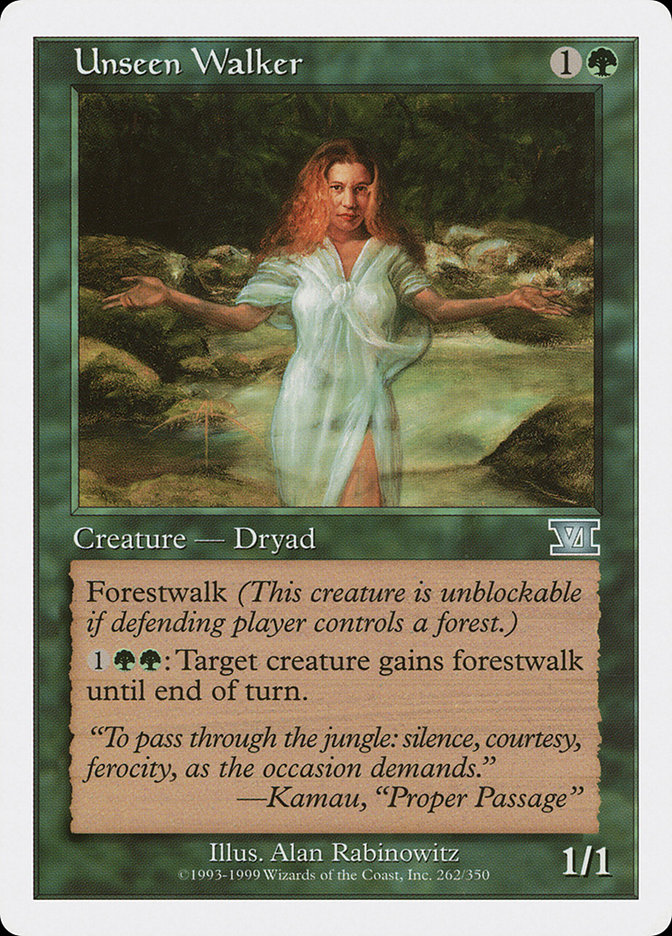 Unseen Walker
1
Creature — Dryad
VI
Forestwalk (This creature is unblockable
if defending player controls a forest.)
1 : Target creature gains forestwalk
until end of turn.
“To pass through the jungle: silence, courtesy,
ferocity, as the occasion demands.”
—Kamau, “Proper Passage”
Illus. Alan Rabinowitz
©1993-1999 Wizards of the Coast, Inc. 262/350
1/1